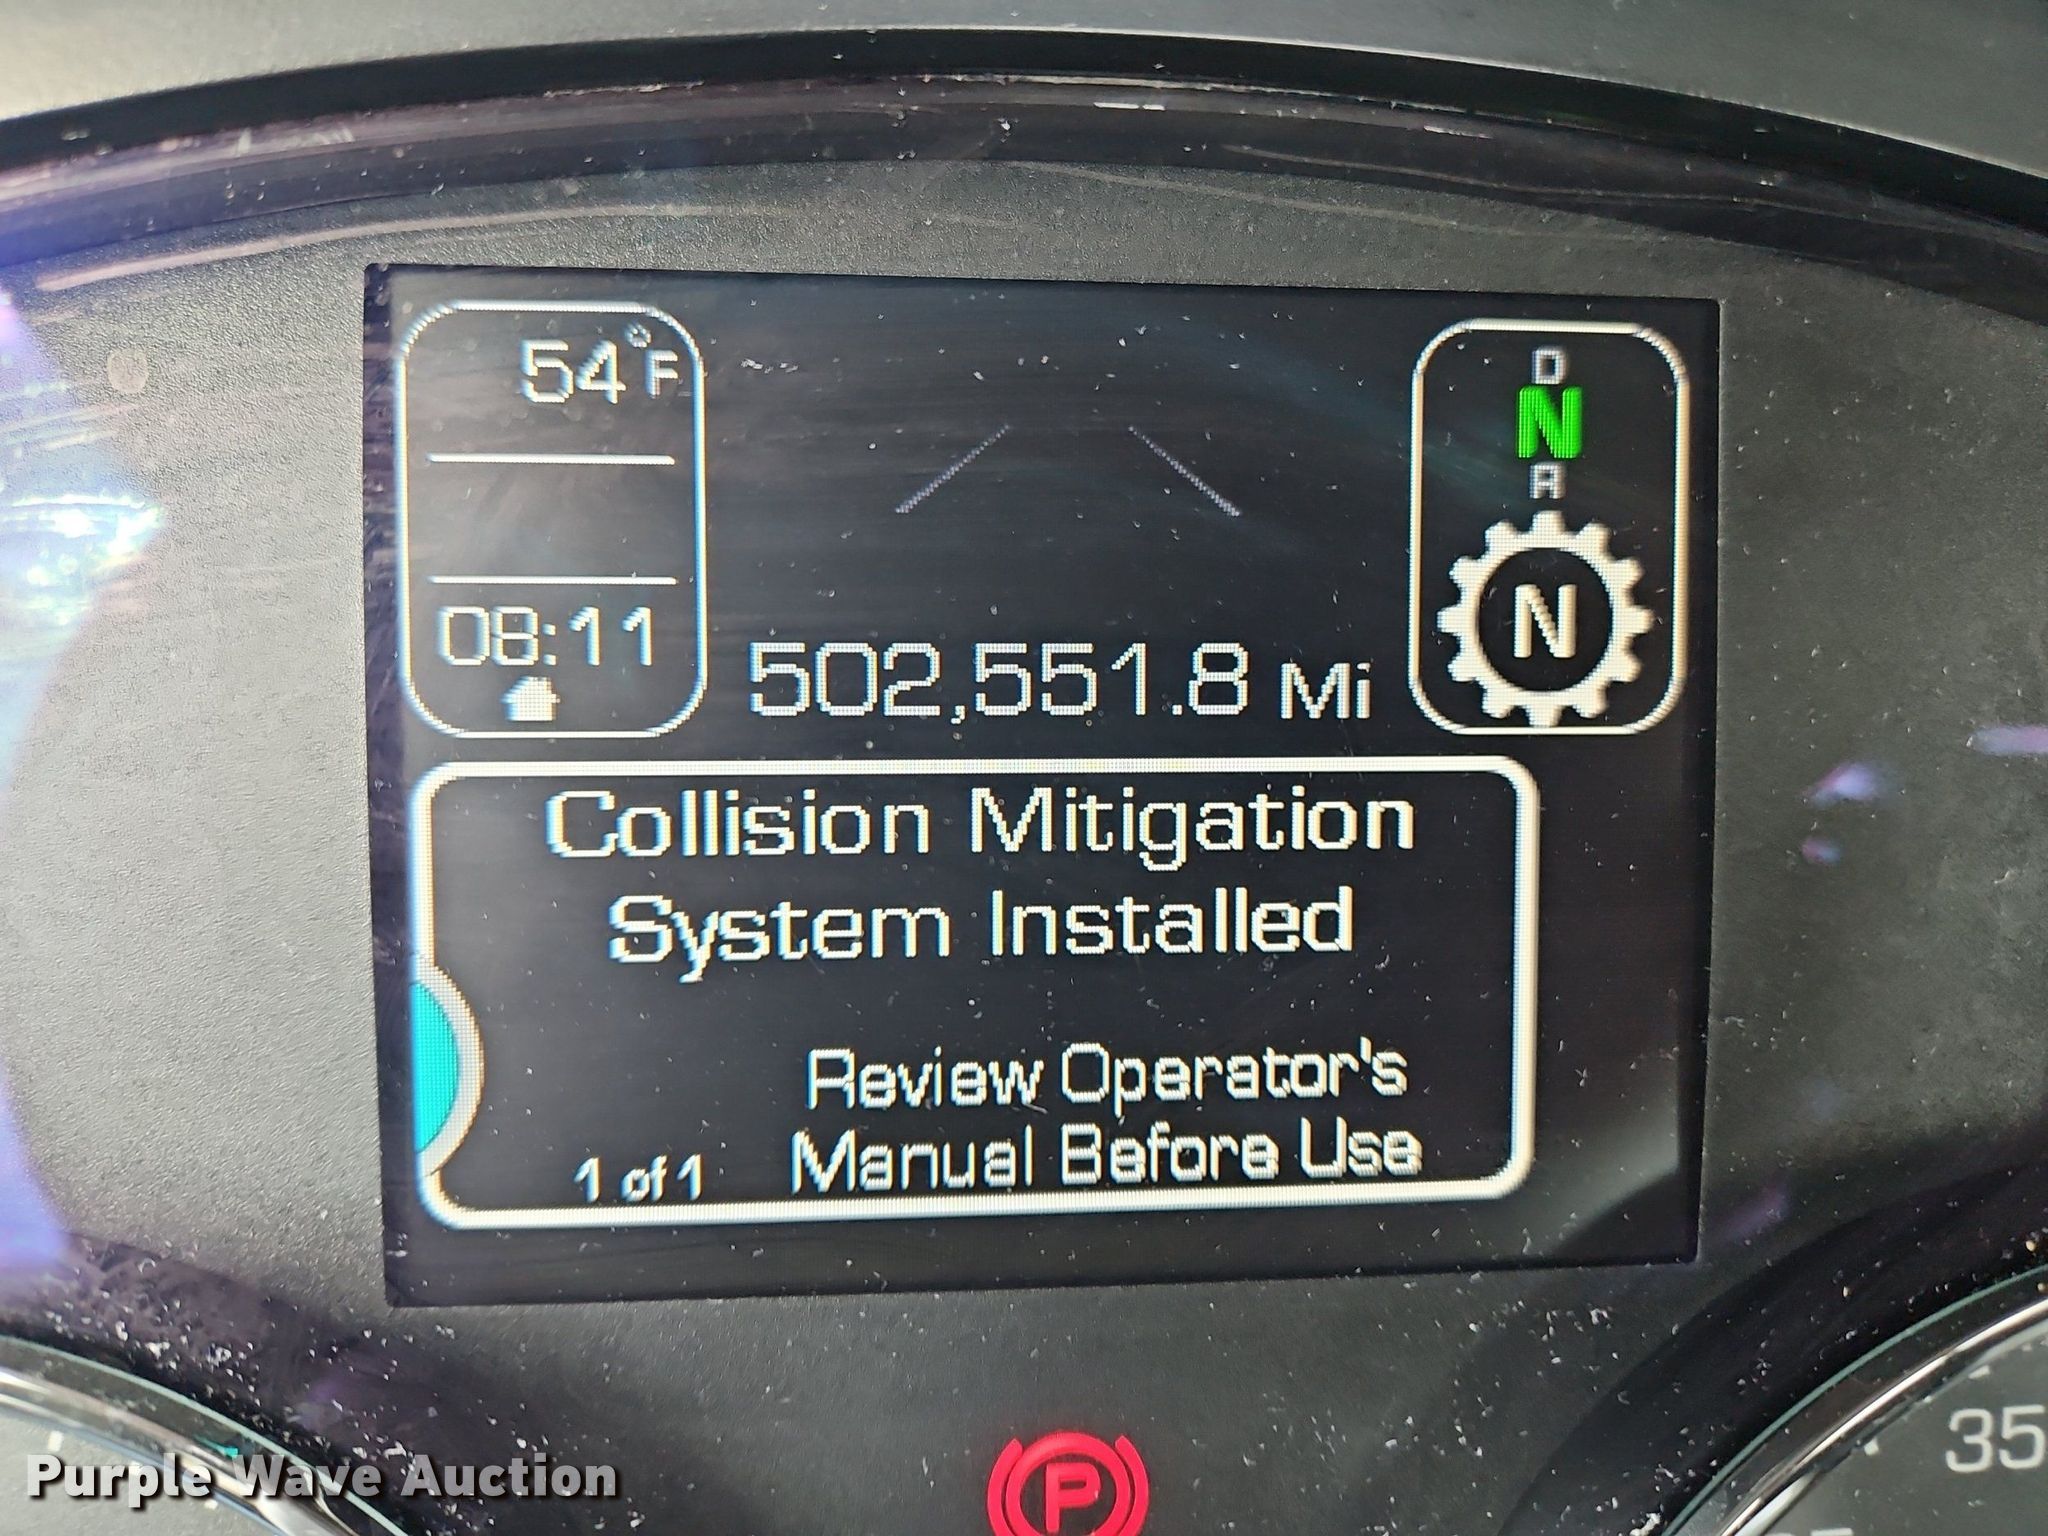 54°F
08:11
502,551.8 Mi
D
N
R
N
Collision Mitigation
System Installed
Review Operator's
Manual Before Use
1 of 1
P
35
Purple Wave Auction